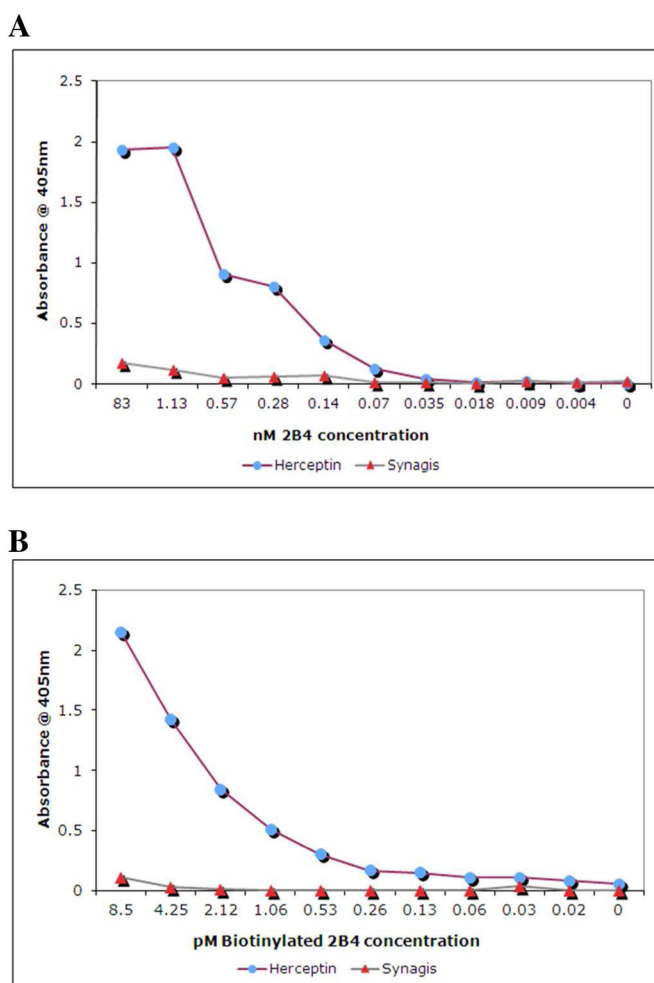 A
2.5
2
1.5
1
0.5
0
Absorbance @ 405nm
83 1.13 0.57 0.28 0.14 0.07 0.035 0.018 0.009 0.004 0
nM 2B4 concentration
Herceptin Synagis
B
2.5
2
1.5
1
0.5
0
Absorbance @ 405nm
8.5 4.25 2.12 1.06 0.53 0.26 0.13 0.06 0.03 0.02 0
pM Biotinylated 2B4 concentration
Herceptin Synagis